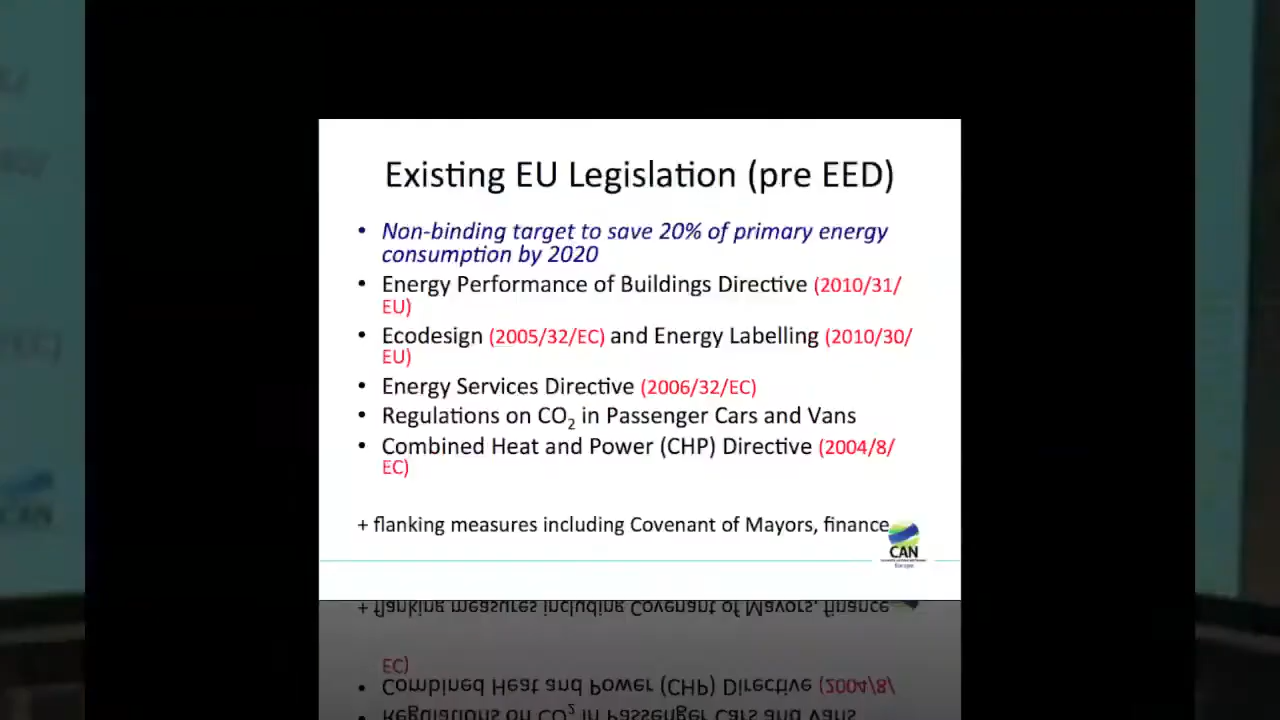 Existing EU Legislation (pre EED)
• Non-binding target to save 20% of primary energy
consumption by 2020
• Energy Performance of Buildings Directive (2010/31/
EU)
• Ecodesign (2005/32/EC) and Energy Labelling (2010/30/
EU)
• Energy Services Directive (2006/32/EC)
• Regulations on CO₂ in Passenger Cars and Vans
• Combined Heat and Power (CHP) Directive (2004/8/
EC)
+ flanking measures including Covenant of Mayors, finance
CAN
Europe